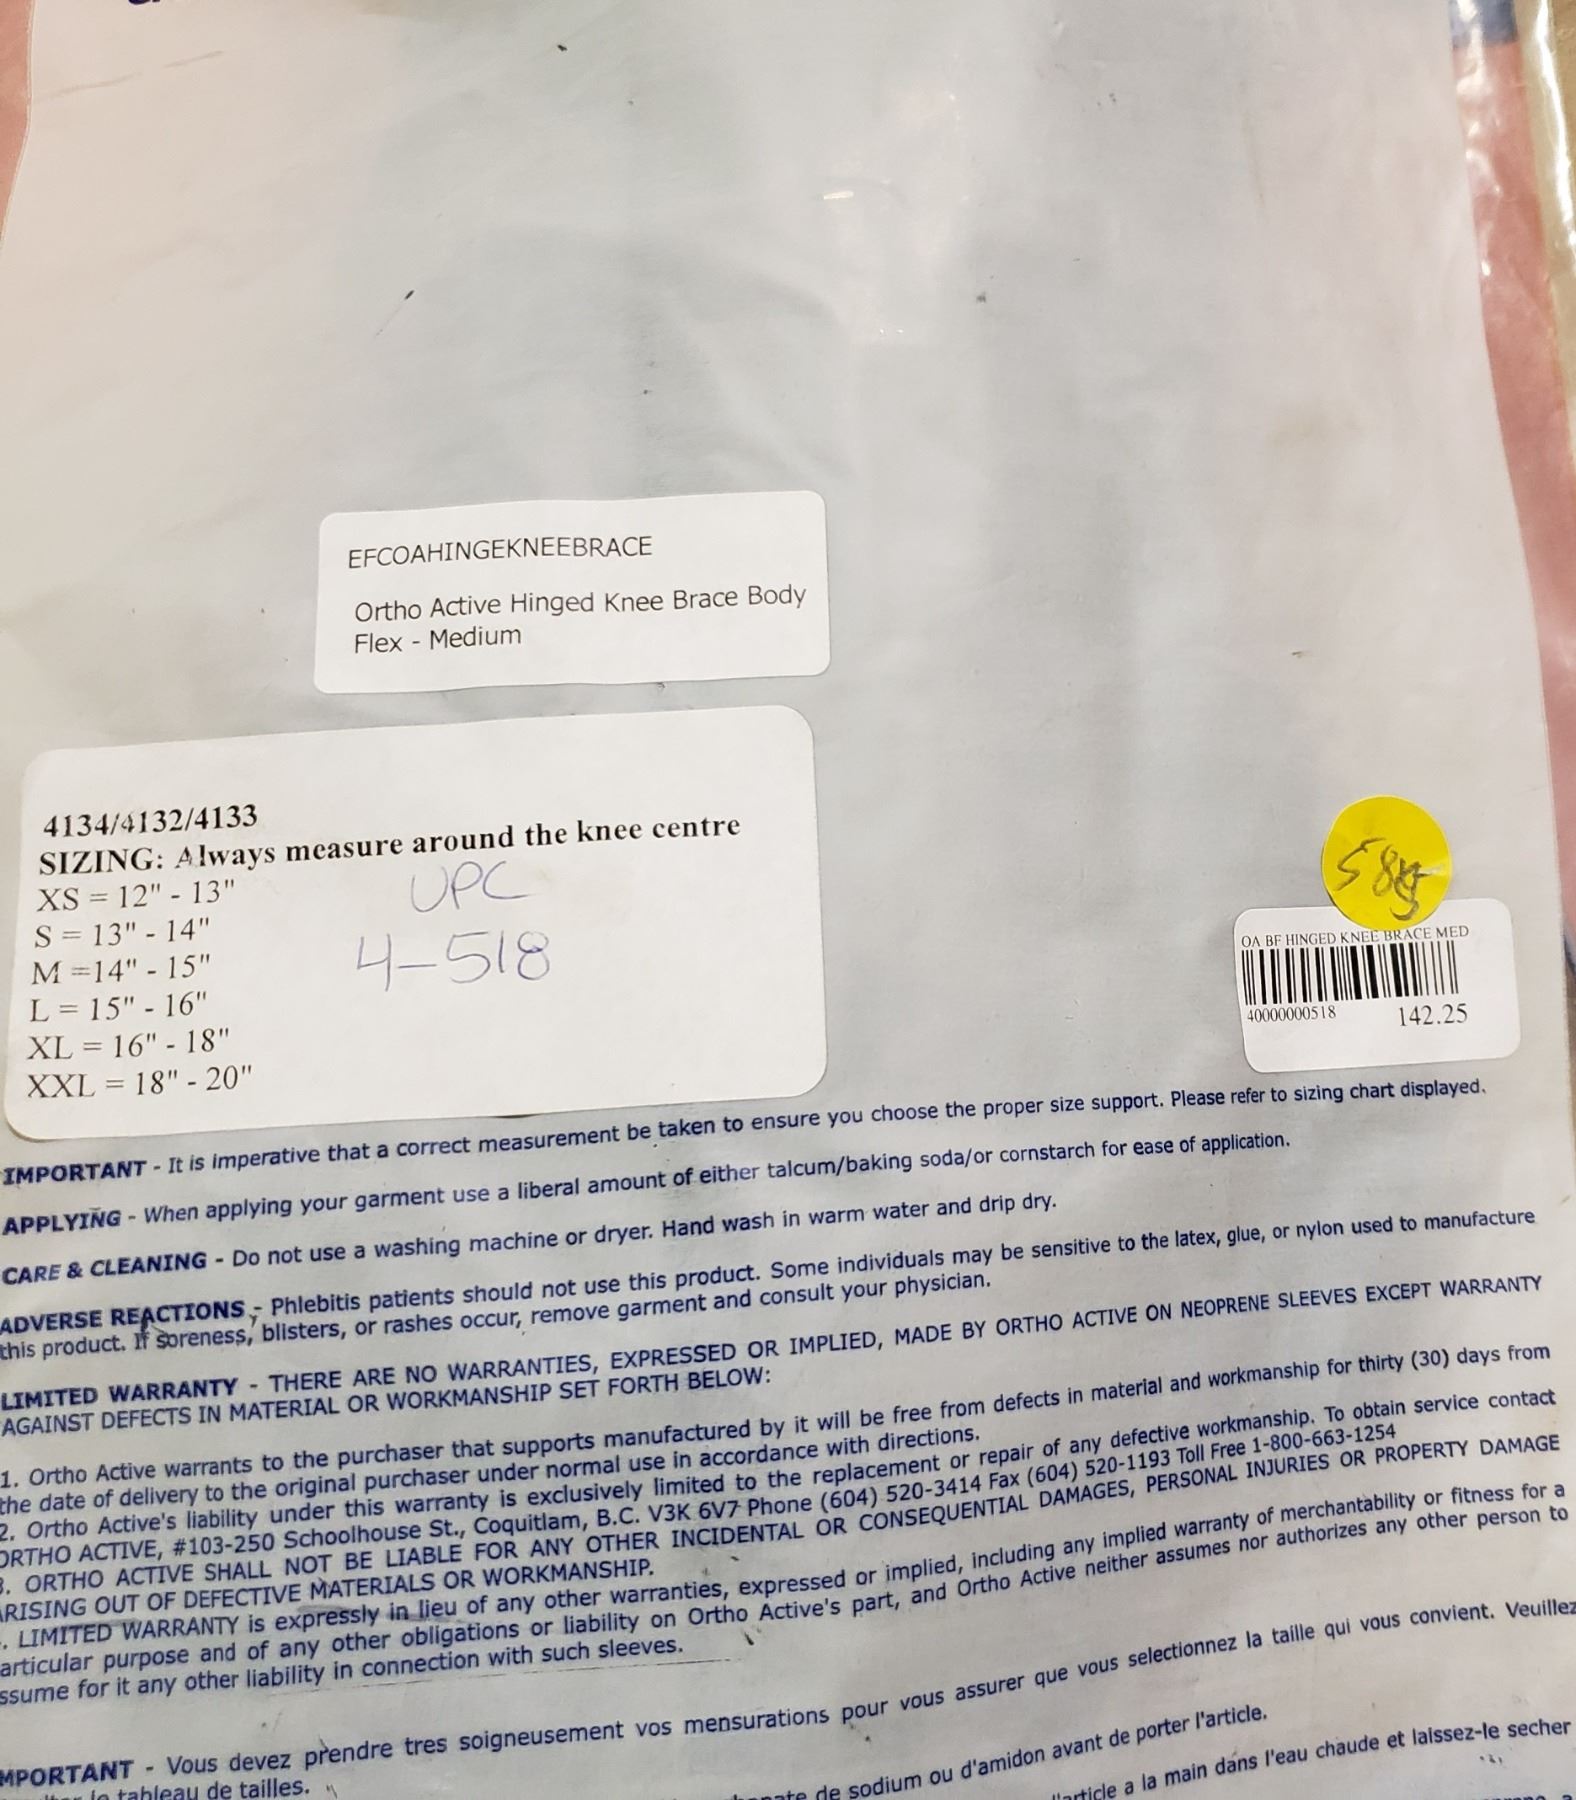 EFCOAHINGEKNEEBRACE
Ortho Active Hinged Knee Brace Body
Flex - Medium
4134/4132/4133
SIZING: Always measure around the knee centre
XS = 12" - 13"
S = 13" - 14"
M =14" - 15"
L = 15" - 16"
XL = 16" - 18"
XXL = 18" - 20"
UPC
4-518
OA BF HINGED KNEE BRACE MED
40000000518 142.25
IMPORTANT - It is imperative that a correct measurement be taken to ensure you choose the proper size support. Please refer to sizing chart displayed.
APPLYING - When applying your garment use a liberal amount of either talcum/baking soda/or cornstarch for ease of application.
CARE & CLEANING - Do not use a washing machine or dryer. Hand wash in warm water and drip dry.
ADVERSE REACTIONS - Phlebitis patients should not use this product. Some individuals may be sensitive to the latex, glue, or nylon used to manufacture
this product. If soreness, blisters, or rashes occur, remove garment and consult your physician.
LIMITED WARRANTY - THERE ARE NO WARRANTIES, EXPRESSED OR IMPLIED, MADE BY ORTHO ACTIVE ON NEOPRENE SLEEVES EXCEPT WARRANTY
AGAINST DEFECTS IN MATERIAL OR WORKMANSHIP SET FORTH BELOW:
1. Ortho Active warrants to the purchaser that supports manufactured by it will be free from defects in material and workmanship for thirty (30) days from
the date of delivery to the original purchaser under normal use in accordance with directions.
2. Ortho Active's liability under this warranty is exclusively limited to the replacement or repair of any defective workmanship. To obtain service contact
ORTHO ACTIVE, #103-250 Schoolhouse St., Coquitlam, B.C. V3K 6V7 Phone (604) 520-3414 Fax (604) 520-1193 Toll Free 1-800-663-1254
3. ORTHO ACTIVE SHALL NOT BE LIABLE FOR ANY OTHER INCIDENTAL OR CONSEQUENTIAL DAMAGES, PERSONAL INJURIES OR PROPERTY DAMAGE
ARISING OUT OF DEFECTIVE MATERIALS OR WORKMANSHIP.
. LIMITED WARRANTY is expressly in lieu of any other warranties, expressed or implied, including any implied warranty of merchantability or fitness for a
articular purpose and of any other obligations or liability on Ortho Active's part, and Ortho Active neither assumes nor authorizes any other person to
ssume for it any other liability in connection with such sleeves.
MPORTANT - Vous devez prendre tres soigneusement vos mensurations pour vous assurer que vous selectionnez la taille qui vous convient. Veuillez
le tableau de tailles.
de sodium ou d'amidon avant de porter l'article.
l'article a la main dans l'eau chaude et laissez-le secher